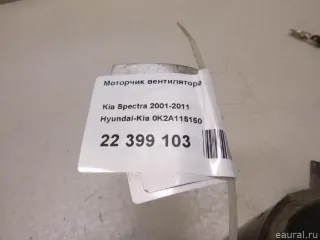 Моторчик вентилятора
Kia Spectra 2001-2011
Hyundai-Kia 0K2A115150
22 399 103
eaural.ru